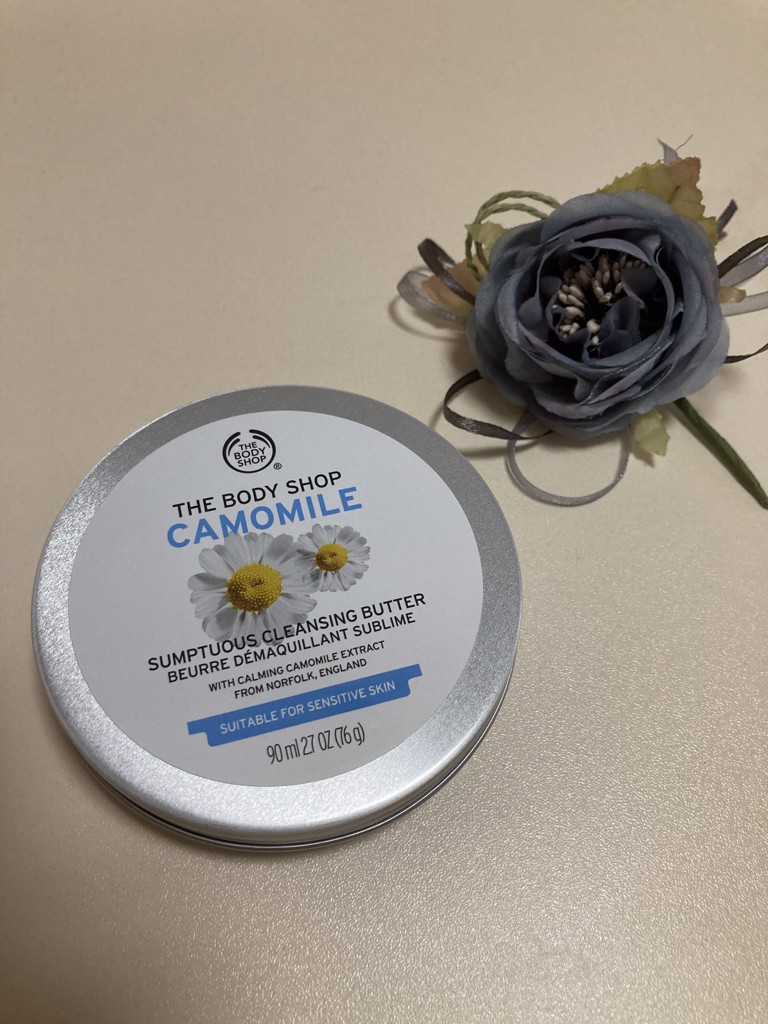 THE
BODY
SHOP
®
THE BODY SHOP
CAMOMILE
SUMPTUOUS CLEANSING BUTTER
BEURRE DÉMAQUILLANT SUBLIME
WITH CALMING CAMOMILE EXTRACT
FROM NORFOLK, ENGLAND
SUITABLE FOR SENSITIVE SKIN
90 ml 2.7 OZ (76 g)